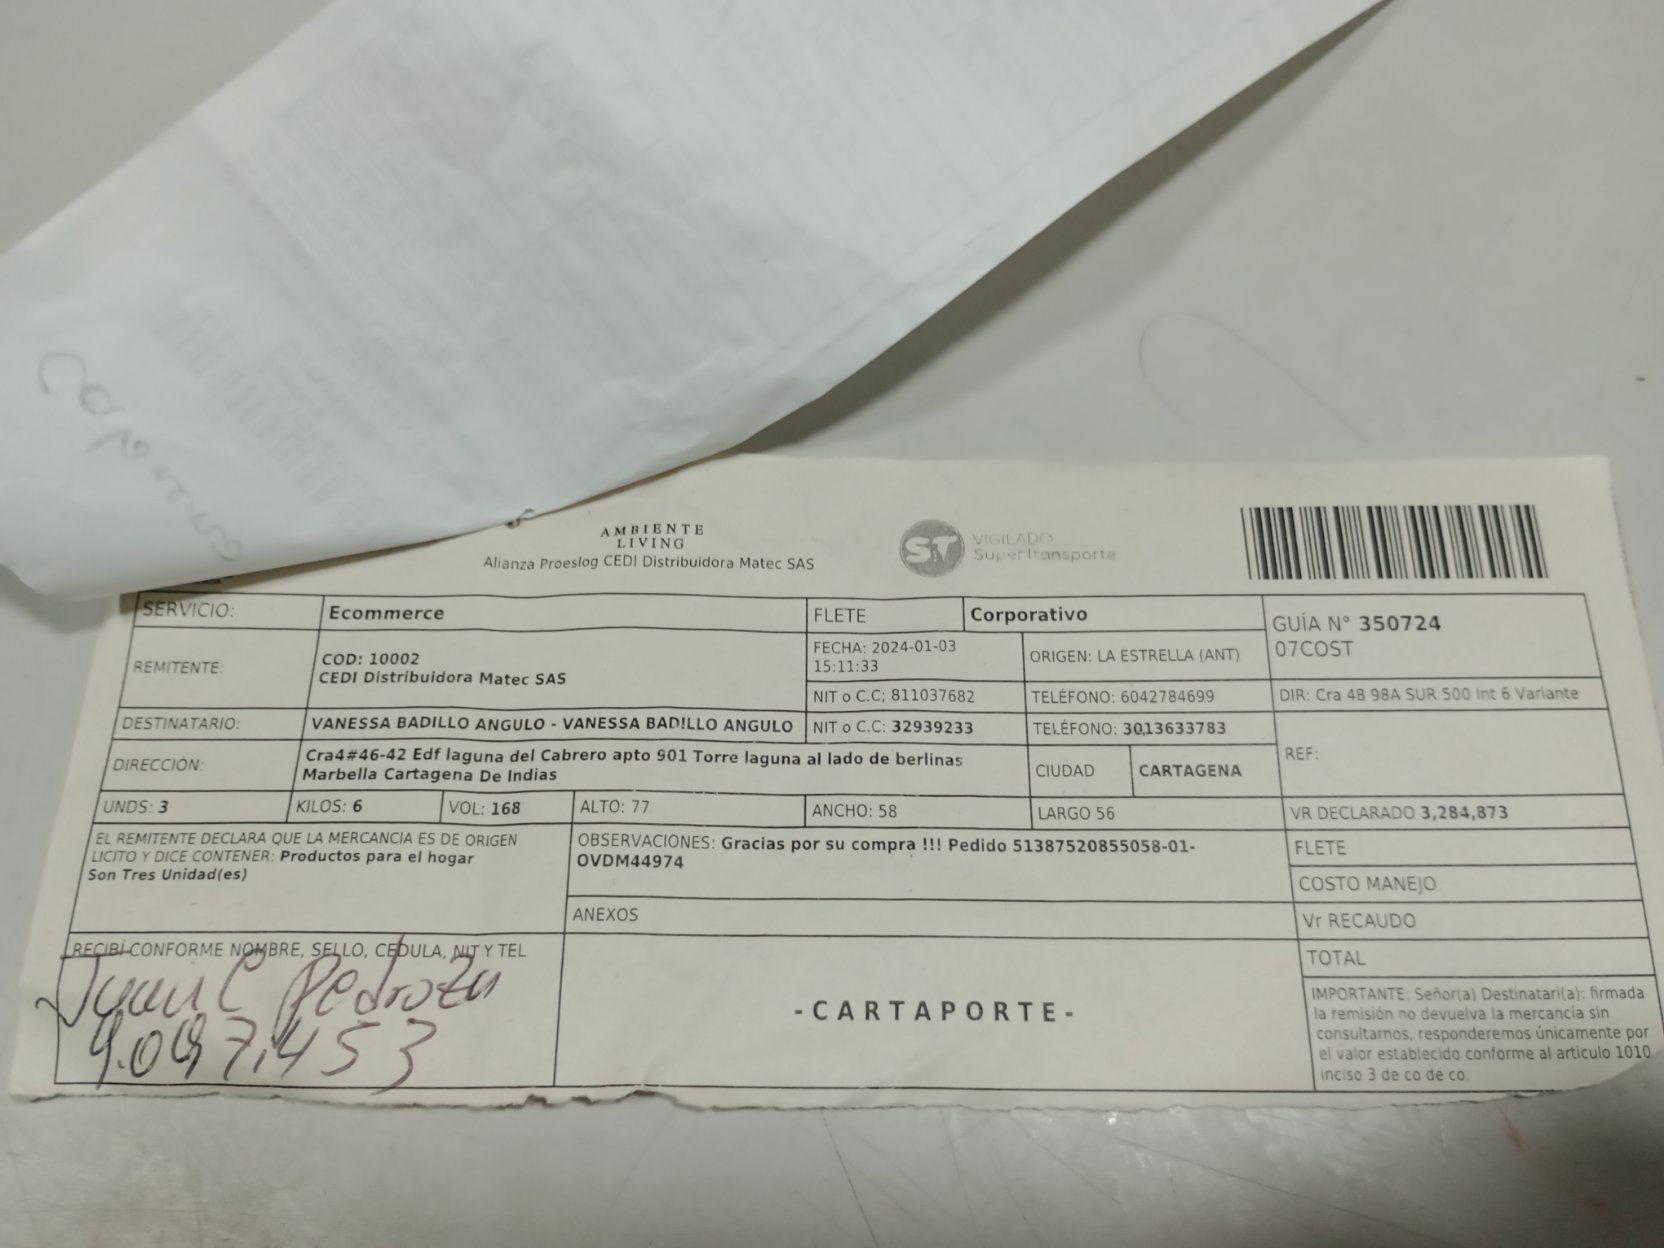 AMBIENTE
LIVING
Alianza Proeslog CEDI Distribuidora Matec SAS
ST
VIGILADO
SuperTransporte
SERVICIO:
Ecommerce
FLETE
Corporativo
GUÍA N° 350724
07COST
REMITENTE:
COD: 10002
CEDI Distribuidora Matec SAS
FECHA: 2024-01-03
15:11:33
ORIGEN: LA ESTRELLA (ANT)
NIT o C.C; 811037682
TELÉFONO: 6042784699
DIR: Cra 48 98A SUR 500 Int 6 Variante
DESTINATARIO:
VANESSA BADILLO ANGULO - VANESSA BADILLO ANGULO
NIT o C.C: 32939233
TELÉFONO: 3013633783
REF:
DIRECCIÓN:
Cra4#46-42 Edf laguna del Cabrero apto 901 Torre laguna al lado de berlinas
Marbella Cartagena De Indias
CIUDAD
CARTAGENA
UNDS: 3
KILOS: 6
VOL: 168
ALTO: 77
ANCHO: 58
LARGO 56
VR DECLARADO 3,284,873
EL REMITENTE DECLARA QUE LA MERCANCIA ES DE ORIGEN
LICITO Y DICE CONTENER: Productos para el hogar
Son Tres Unidad(es)
OBSERVACIONES: Gracias por su compra !!! Pedido 51387520855058-01-
OVDM44974
FLETE
COSTO MANEJO
ANEXOS
Vr RECAUDO
RECIBÍ CONFORME NOMBRE, SELLO, CEDULA, NIT Y TEL
Juan C Pedroza
9.097.453
-CARTAPORTE-
TOTAL
IMPORTANTE: Señor(a) Destinatari(a): firmada
la remisión no devuelva la mercancia sin
consultarnos, responderemos únicamente por
el valor establecido conforme al articulo 1010
inciso 3 de co de co.